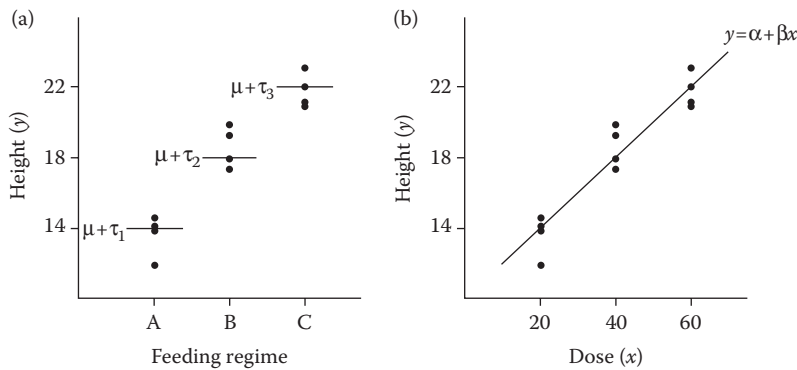 (a)
Height (y)
22
18
14
μ+τ3
μ+τ2
μ+τ1
A B C
Feeding regime
(b)
y=α+βx
Height (y)
22
18
14
20 40 60
Dose (x)